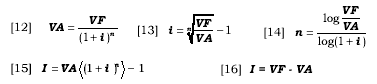 [12] VA = VF / (1 + i)^n [13] i = ⁿ√(VF / VA) - 1 [14] n = log (VF / VA) / log(1 + i)
[15] I = VA⟨(1 + i)^n⟩ - 1 [16] I = VF - VA